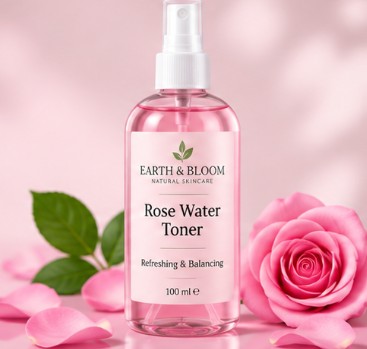 EARTH & BLOOM
NATURAL SKINCARE
Rose Water
Toner
Refreshing & Balancing
100 ml ℮